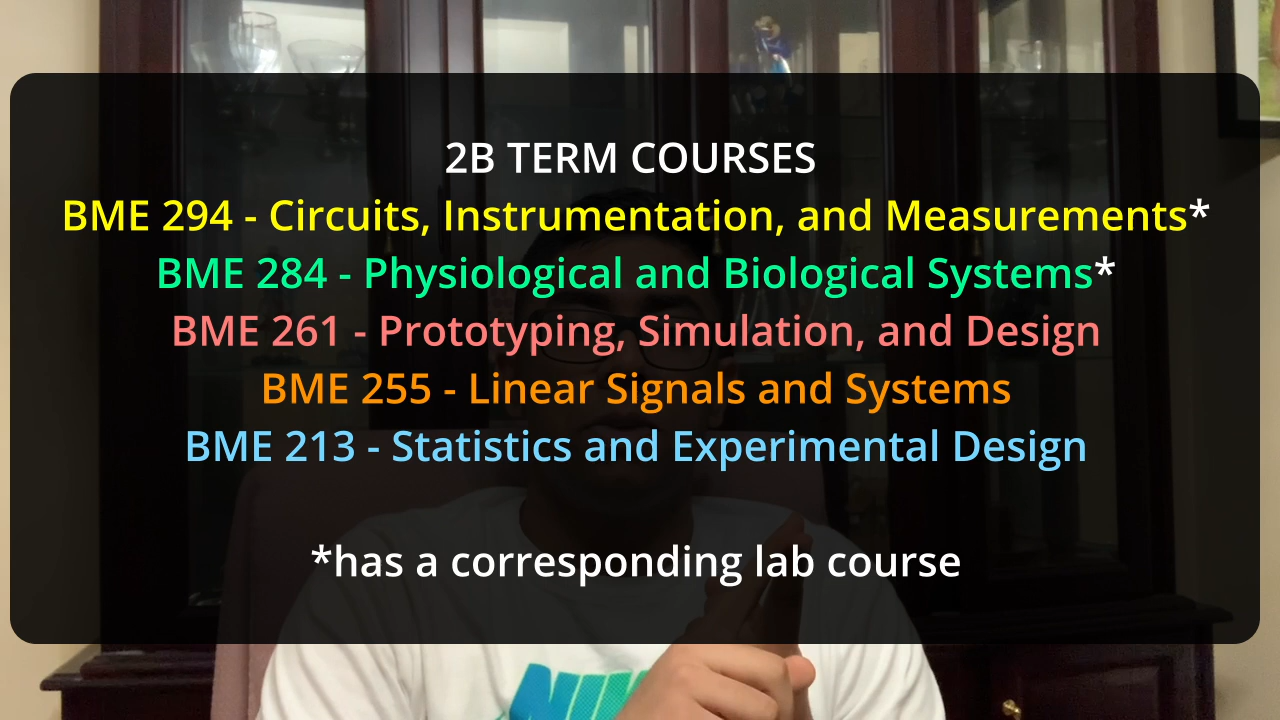 2B TERM COURSES
BME 294 - Circuits, Instrumentation, and Measurements*
BME 284 - Physiological and Biological Systems*
BME 261 - Prototyping, Simulation, and Design
BME 255 - Linear Signals and Systems
BME 213 - Statistics and Experimental Design
*has a corresponding lab course